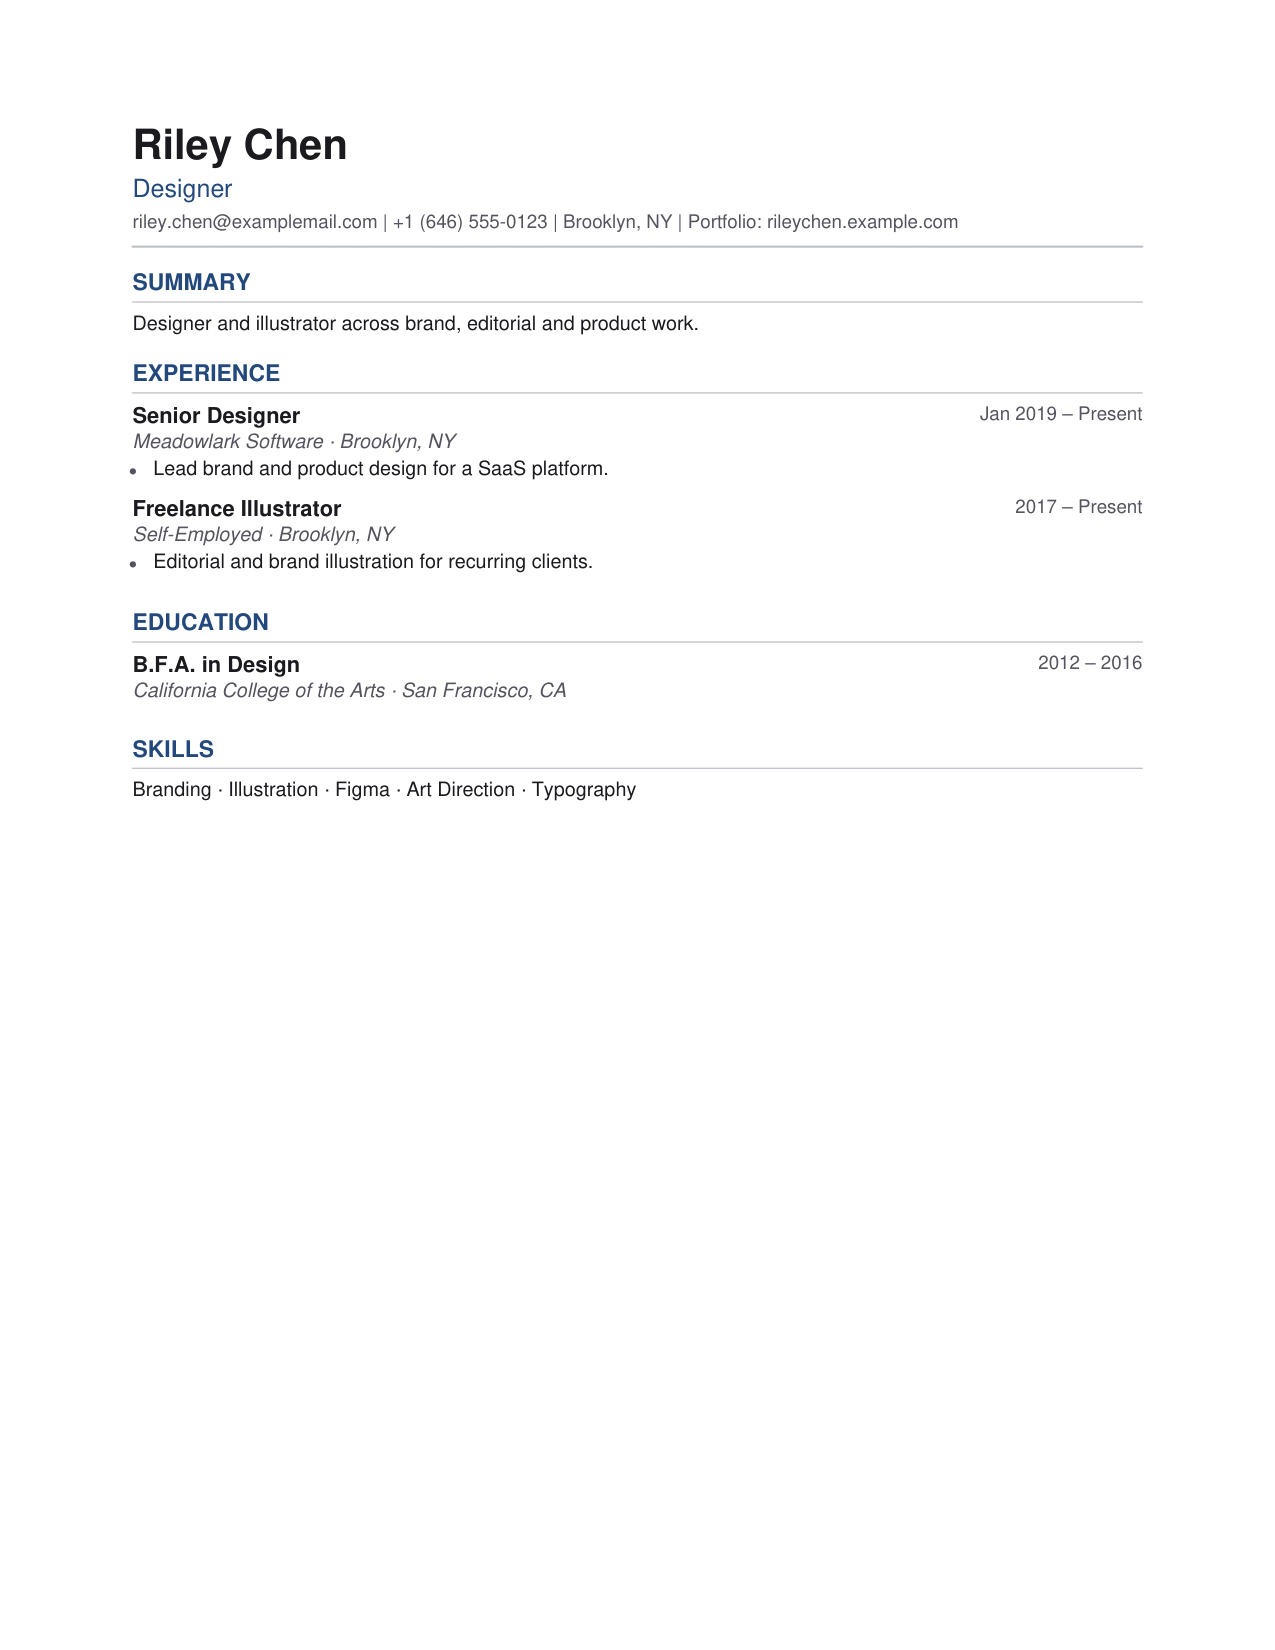 Riley Chen
Designer
riley.chen@examplemail.com | +1 (646) 555-0123 | Brooklyn, NY | Portfolio: rileychen.example.com
SUMMARY
Designer and illustrator across brand, editorial and product work.
EXPERIENCE
Senior Designer Jan 2019 – Present
Meadowlark Software · Brooklyn, NY
• Lead brand and product design for a SaaS platform.
Freelance Illustrator 2017 – Present
Self-Employed · Brooklyn, NY
• Editorial and brand illustration for recurring clients.
EDUCATION
B.F.A. in Design 2012 – 2016
California College of the Arts · San Francisco, CA
SKILLS
Branding · Illustration · Figma · Art Direction · Typography